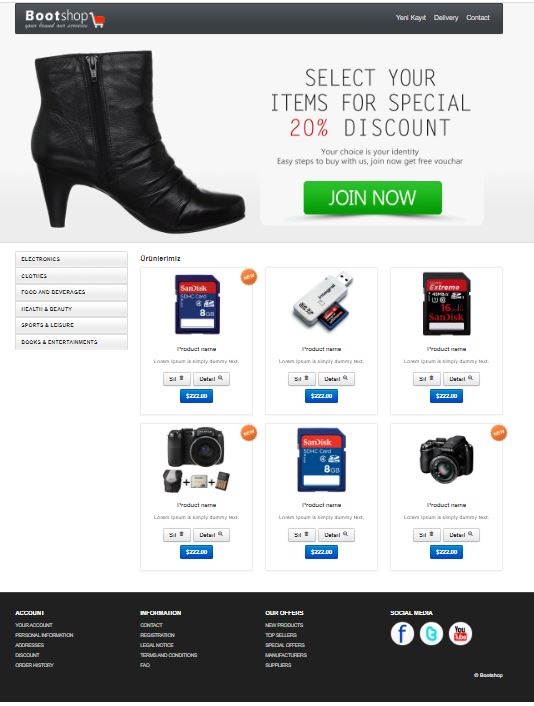 Bootshop
your brand our services
Yeni Kayıt Delivery Contact
SELECT YOUR
ITEMS FOR SPECIAL
20% DISCOUNT
Your choice is your identity
Easy steps to buy with us, join now get free vouchar
JOIN NOW
ELECTRONICS
CLOTHES
FOOD AND BEVERAGES
HEALTH & BEAUTY
SPORTS & LEISURE
BOOKS & ENTERTAINMENTS
Ürünlerimiz
NEW
SanDisk
SDHC Card
8GB
Product name
Lorem Ipsum is simply dummy text.
Sil Detail
$222.00
integral
Product name
Lorem Ipsum is simply dummy text.
Sil Detail
$222.00
SanDisk
Extreme
45MB/s
16 GB
SanDisk
Product name
Lorem Ipsum is simply dummy text.
Sil Detail
$222.00
Product name
Lorem Ipsum is simply dummy text.
Sil Detail
$222.00
NEW
SanDisk
SDHC Card
8GB
Product name
Lorem Ipsum is simply dummy text.
Sil Detail
$222.00
Product name
Lorem Ipsum is simply dummy text.
Sil Detail
$222.00
NEW
ACCOUNT
YOUR ACCOUNT
PERSONAL INFORMATION
ADDRESSES
DISCOUNT
ORDER HISTORY
INFORMATION
CONTACT
REGISTRATION
LEGAL NOTICE
TERMS AND CONDITIONS
FAQ
OUR OFFERS
NEW PRODUCTS
TOP SELLERS
SPECIAL OFFERS
MANUFACTURERS
SUPPLIERS
SOCIAL MEDIA
You Tube
© Bootshop